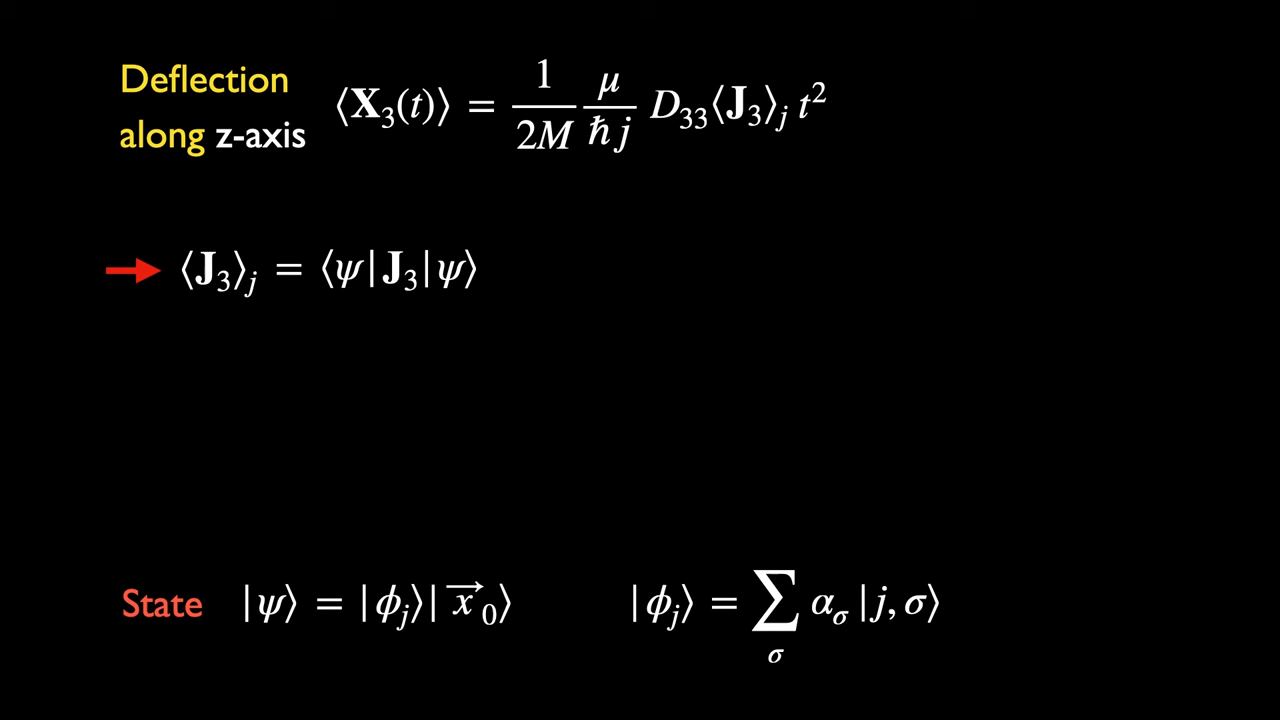 Deflection
along z-axis
⟨X₃(t)⟩ = 1/2M μ/ħj D₃₃⟨J₃⟩ⱼ t²
⟨J₃⟩ⱼ = ⟨ψ|J₃|ψ⟩
State |ψ⟩ = |ϕⱼ⟩|x⃗₀⟩ |ϕⱼ⟩ = ∑_σ α_σ |j, σ⟩